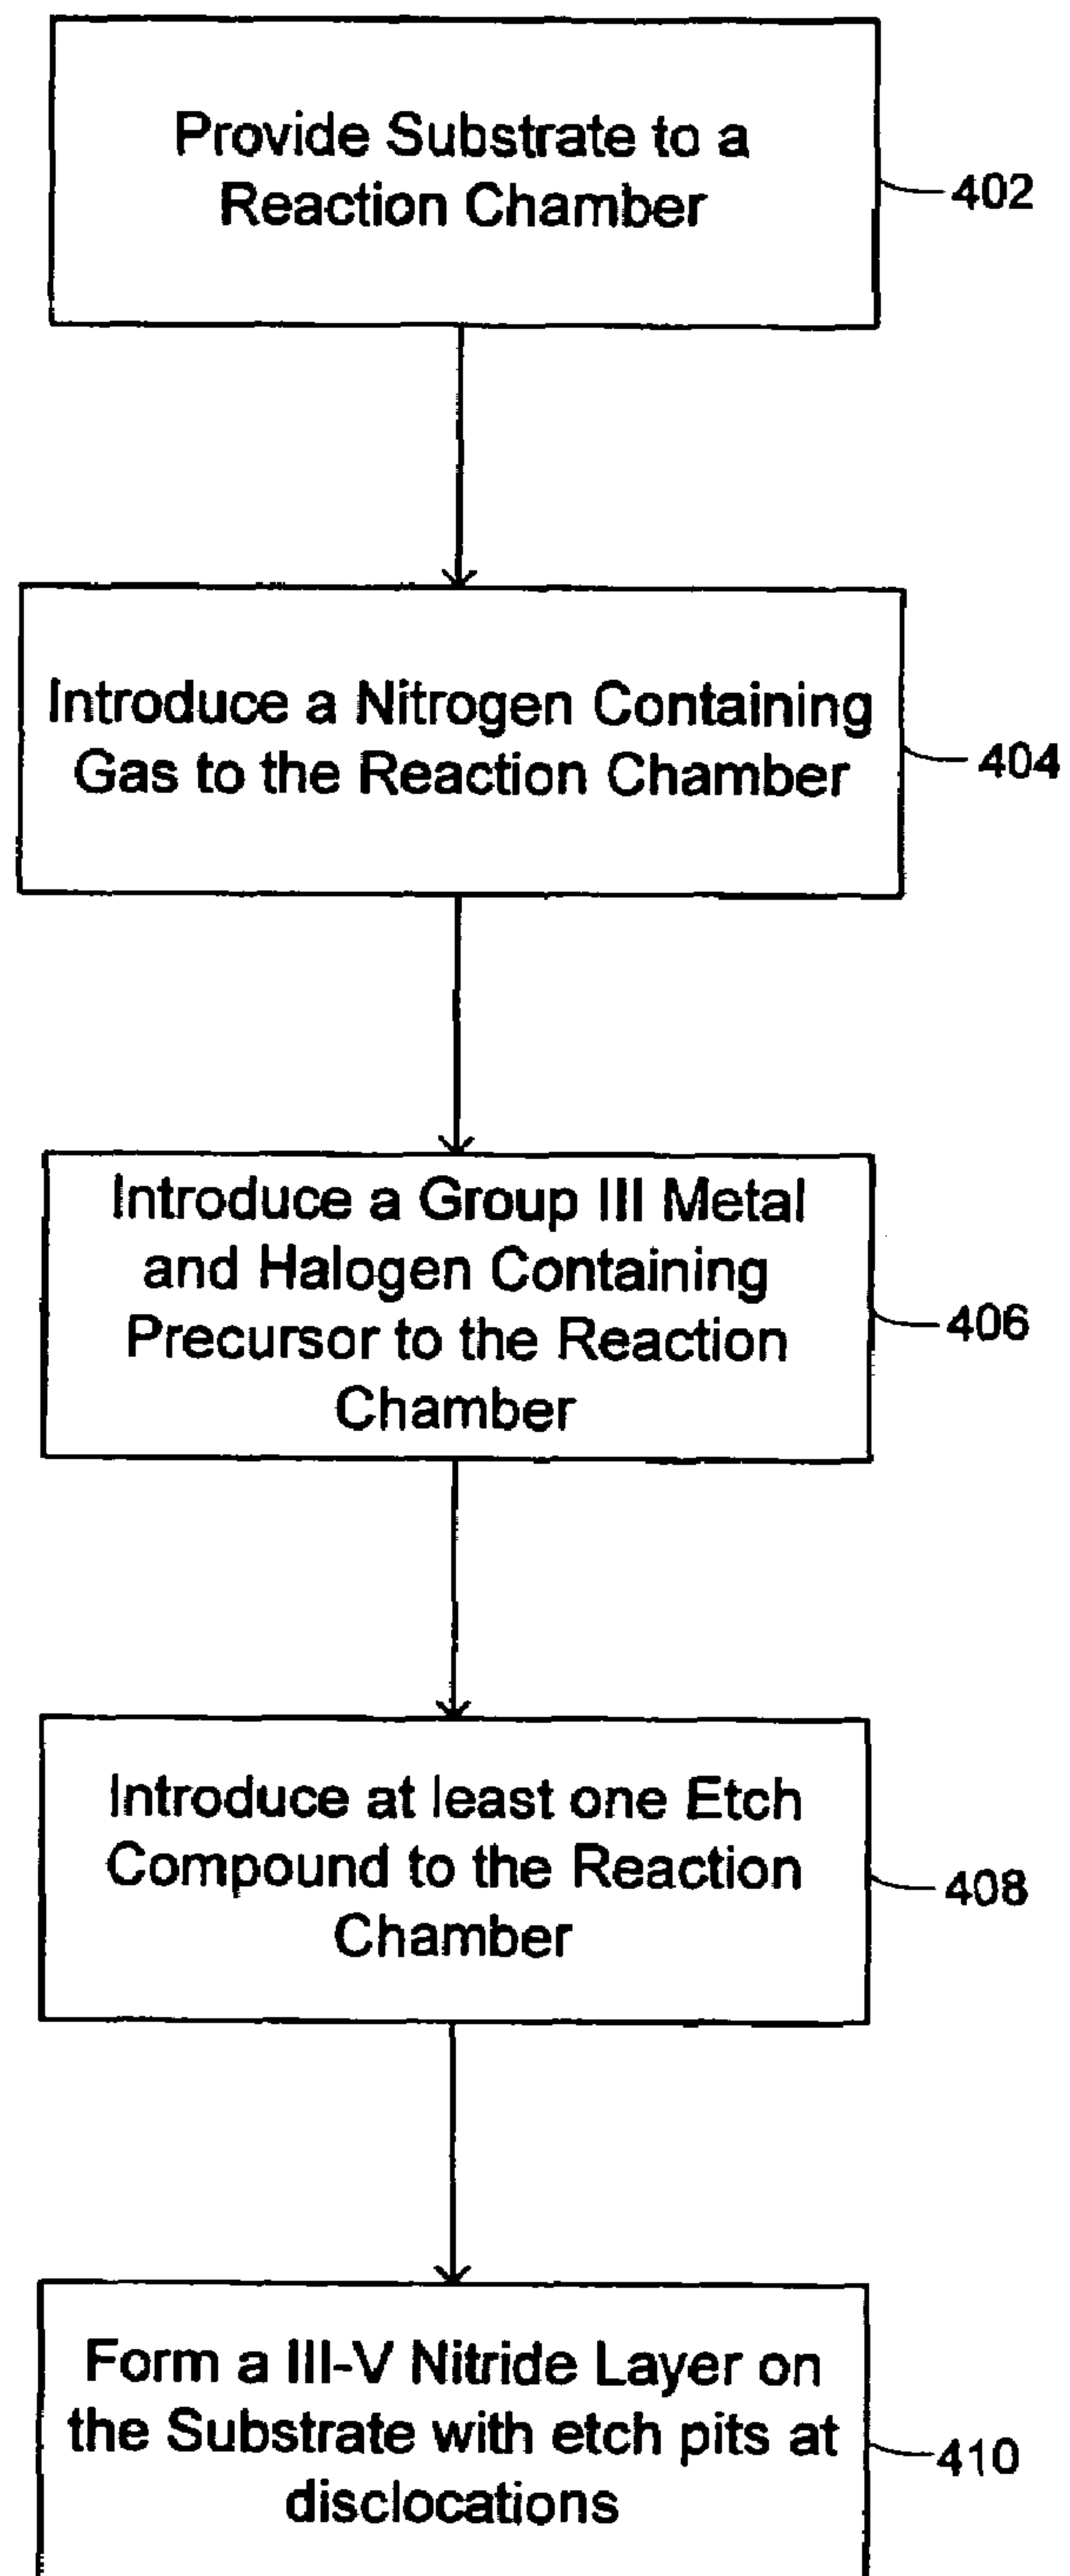 Provide Substrate to a
Reaction Chamber
402
Introduce a Nitrogen Containing
Gas to the Reaction Chamber
404
Introduce a Group III Metal
and Halogen Containing
Precursor to the Reaction
Chamber
406
Introduce at least one Etch
Compound to the Reaction
Chamber
408
Form a III-V Nitride Layer on
the Substrate with etch pits at
disclocations
410